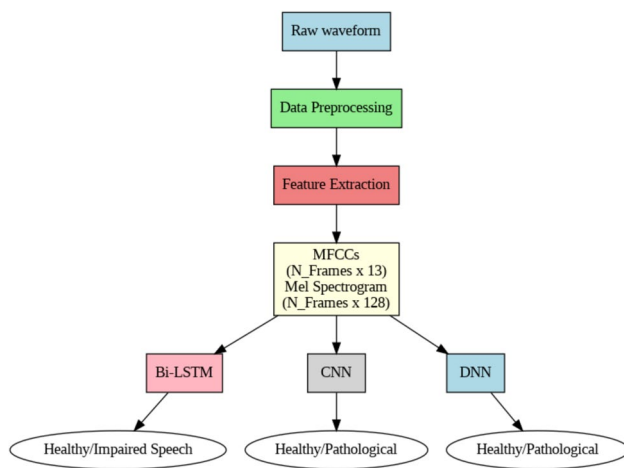 Raw waveform
Data Preprocessing
Feature Extraction
MFCCs
(N_Frames x 13)
Mel Spectrogram
(N_Frames x 128)
Bi-LSTM
CNN
DNN
Healthy/Impaired Speech
Healthy/Pathological
Healthy/Pathological